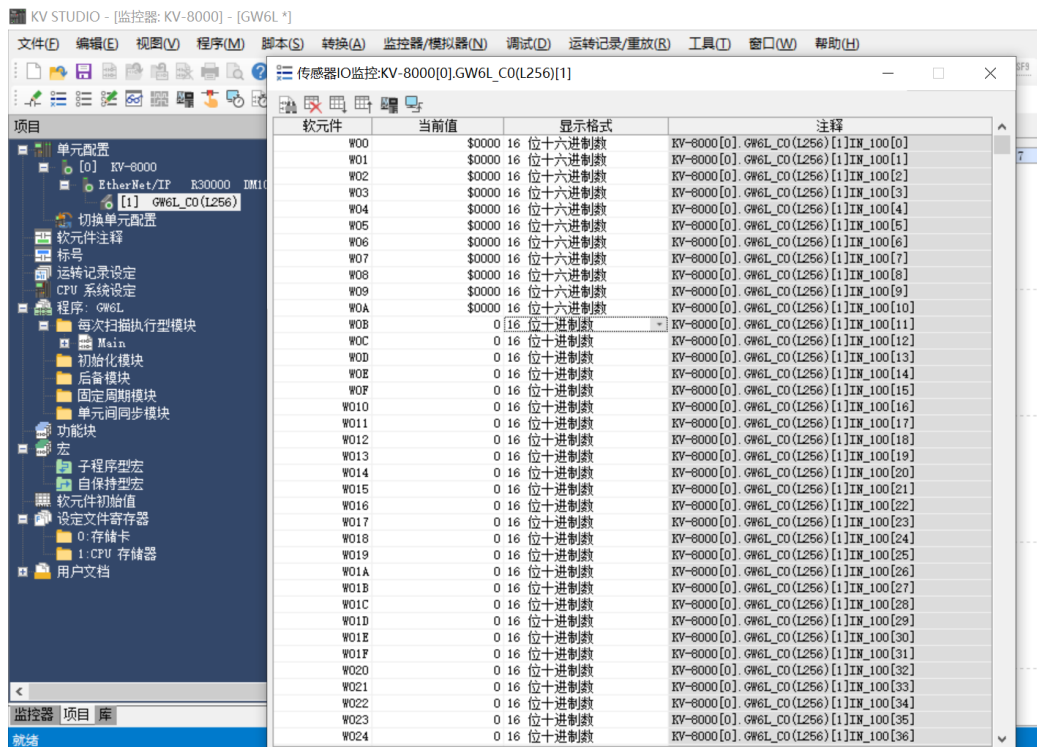 KV STUDIO - [监控器: KV-8000] - [GW6L *]
文件(F) 编辑(E) 视图(V) 程序(M) 脚本(S) 转换(A) 监控器/模拟器(N) 调试(D) 运转记录/重放(R) 工具(T) 窗口(W) 帮助(H)
传感器IO监控:KV-8000[0].GW6L_C0(L256)[1]
SF9
项目
单元配置
[0] KV-8000
EtherNet/IP R30000 DM10
[1] GW6L_C0(L256)
切换单元配置
软元件注释
标号
运转记录设定
CPU 系统设定
程序: GW6L
每次扫描执行型模块
Main
初始化模块
后备模块
固定周期模块
单元间同步模块
功能块
宏
子程序型宏
自保持型宏
软元件初始值
设定文件寄存器
0:存储卡
1:CPU 存储器
用户文档
监控器 项目 库
就绪
软元件 当前值 显示格式 注释
W00 $0000 16 位十六进制数 KV-8000[0].GW6L_C0(L256)[1]IN_100[0]
W01 $0000 16 位十六进制数 KV-8000[0].GW6L_C0(L256)[1]IN_100[1]
W02 $0000 16 位十六进制数 KV-8000[0].GW6L_C0(L256)[1]IN_100[2]
W03 $0000 16 位十六进制数 KV-8000[0].GW6L_C0(L256)[1]IN_100[3]
W04 $0000 16 位十六进制数 KV-8000[0].GW6L_C0(L256)[1]IN_100[4]
W05 $0000 16 位十六进制数 KV-8000[0].GW6L_C0(L256)[1]IN_100[5]
W06 $0000 16 位十六进制数 KV-8000[0].GW6L_C0(L256)[1]IN_100[6]
W07 $0000 16 位十六进制数 KV-8000[0].GW6L_C0(L256)[1]IN_100[7]
W08 $0000 16 位十六进制数 KV-8000[0].GW6L_C0(L256)[1]IN_100[8]
W09 $0000 16 位十六进制数 KV-8000[0].GW6L_C0(L256)[1]IN_100[9]
W0A $0000 16 位十六进制数 KV-8000[0].GW6L_C0(L256)[1]IN_100[10]
W0B 0 16 位十进制数 KV-8000[0].GW6L_C0(L256)[1]IN_100[11]
W0C 0 16 位十进制数 KV-8000[0].GW6L_C0(L256)[1]IN_100[12]
W0D 0 16 位十进制数 KV-8000[0].GW6L_C0(L256)[1]IN_100[13]
W0E 0 16 位十进制数 KV-8000[0].GW6L_C0(L256)[1]IN_100[14]
W0F 0 16 位十进制数 KV-8000[0].GW6L_C0(L256)[1]IN_100[15]
W010 0 16 位十进制数 KV-8000[0].GW6L_C0(L256)[1]IN_100[16]
W011 0 16 位十进制数 KV-8000[0].GW6L_C0(L256)[1]IN_100[17]
W012 0 16 位十进制数 KV-8000[0].GW6L_C0(L256)[1]IN_100[18]
W013 0 16 位十进制数 KV-8000[0].GW6L_C0(L256)[1]IN_100[19]
W014 0 16 位十进制数 KV-8000[0].GW6L_C0(L256)[1]IN_100[20]
W015 0 16 位十进制数 KV-8000[0].GW6L_C0(L256)[1]IN_100[21]
W016 0 16 位十进制数 KV-8000[0].GW6L_C0(L256)[1]IN_100[22]
W017 0 16 位十进制数 KV-8000[0].GW6L_C0(L256)[1]IN_100[23]
W018 0 16 位十进制数 KV-8000[0].GW6L_C0(L256)[1]IN_100[24]
W019 0 16 位十进制数 KV-8000[0].GW6L_C0(L256)[1]IN_100[25]
W01A 0 16 位十进制数 KV-8000[0].GW6L_C0(L256)[1]IN_100[26]
W01B 0 16 位十进制数 KV-8000[0].GW6L_C0(L256)[1]IN_100[27]
W01C 0 16 位十进制数 KV-8000[0].GW6L_C0(L256)[1]IN_100[28]
W01D 0 16 位十进制数 KV-8000[0].GW6L_C0(L256)[1]IN_100[29]
W01E 0 16 位十进制数 KV-8000[0].GW6L_C0(L256)[1]IN_100[30]
W01F 0 16 位十进制数 KV-8000[0].GW6L_C0(L256)[1]IN_100[31]
W020 0 16 位十进制数 KV-8000[0].GW6L_C0(L256)[1]IN_100[32]
W021 0 16 位十进制数 KV-8000[0].GW6L_C0(L256)[1]IN_100[33]
W022 0 16 位十进制数 KV-8000[0].GW6L_C0(L256)[1]IN_100[34]
W023 0 16 位十进制数 KV-8000[0].GW6L_C0(L256)[1]IN_100[35]
W024 0 16 位十进制数 KV-8000[0].GW6L_C0(L256)[1]IN_100[36]
7